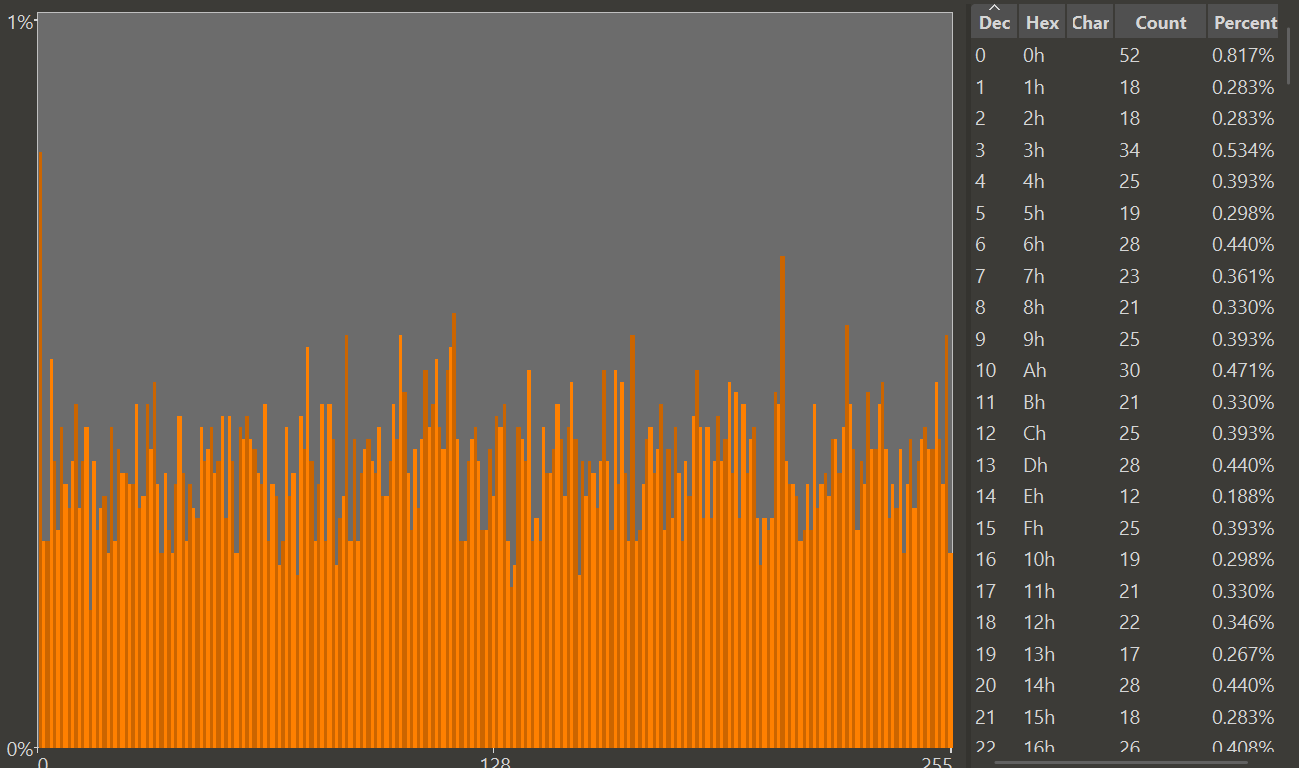 1%
0%
0 128 255
Dec Hex Char Count Percent
0 0h 52 0.817%
1 1h 18 0.283%
2 2h 18 0.283%
3 3h 34 0.534%
4 4h 25 0.393%
5 5h 19 0.298%
6 6h 28 0.440%
7 7h 23 0.361%
8 8h 21 0.330%
9 9h 25 0.393%
10 Ah 30 0.471%
11 Bh 21 0.330%
12 Ch 25 0.393%
13 Dh 28 0.440%
14 Eh 12 0.188%
15 Fh 25 0.393%
16 10h 19 0.298%
17 11h 21 0.330%
18 12h 22 0.346%
19 13h 17 0.267%
20 14h 28 0.440%
21 15h 18 0.283%
22 16h 26 0.408%